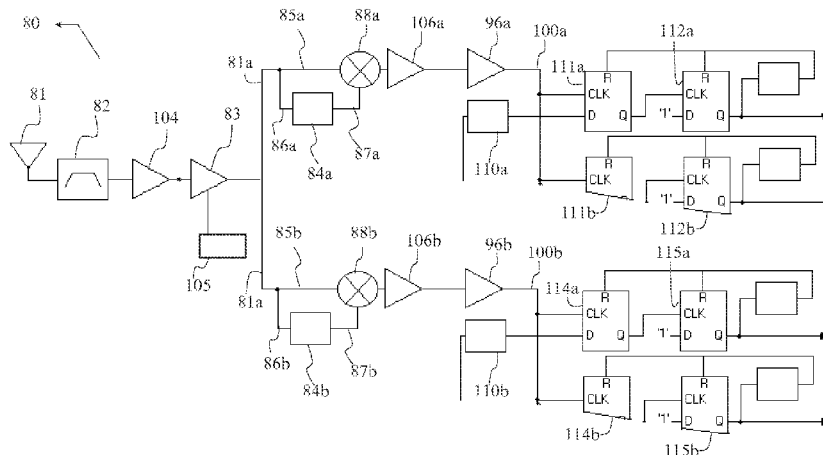 80
85a
88a
106a
96a
100a
112a
111a
81a
R
R
CLK
CLK
D
Q
'1'
D
Q
81
82
104
83
86a
84a
87a
110a
R
CLK
CLK
'1'
D
Q
111b
112b
105
81a
85b
88b
106b
96b
100b
115a
114a
R
R
CLK
CLK
D
Q
'1'
D
Q
86b
84b
87b
110b
R
R
CLK
CLK
'1'
D
Q
114b
115b